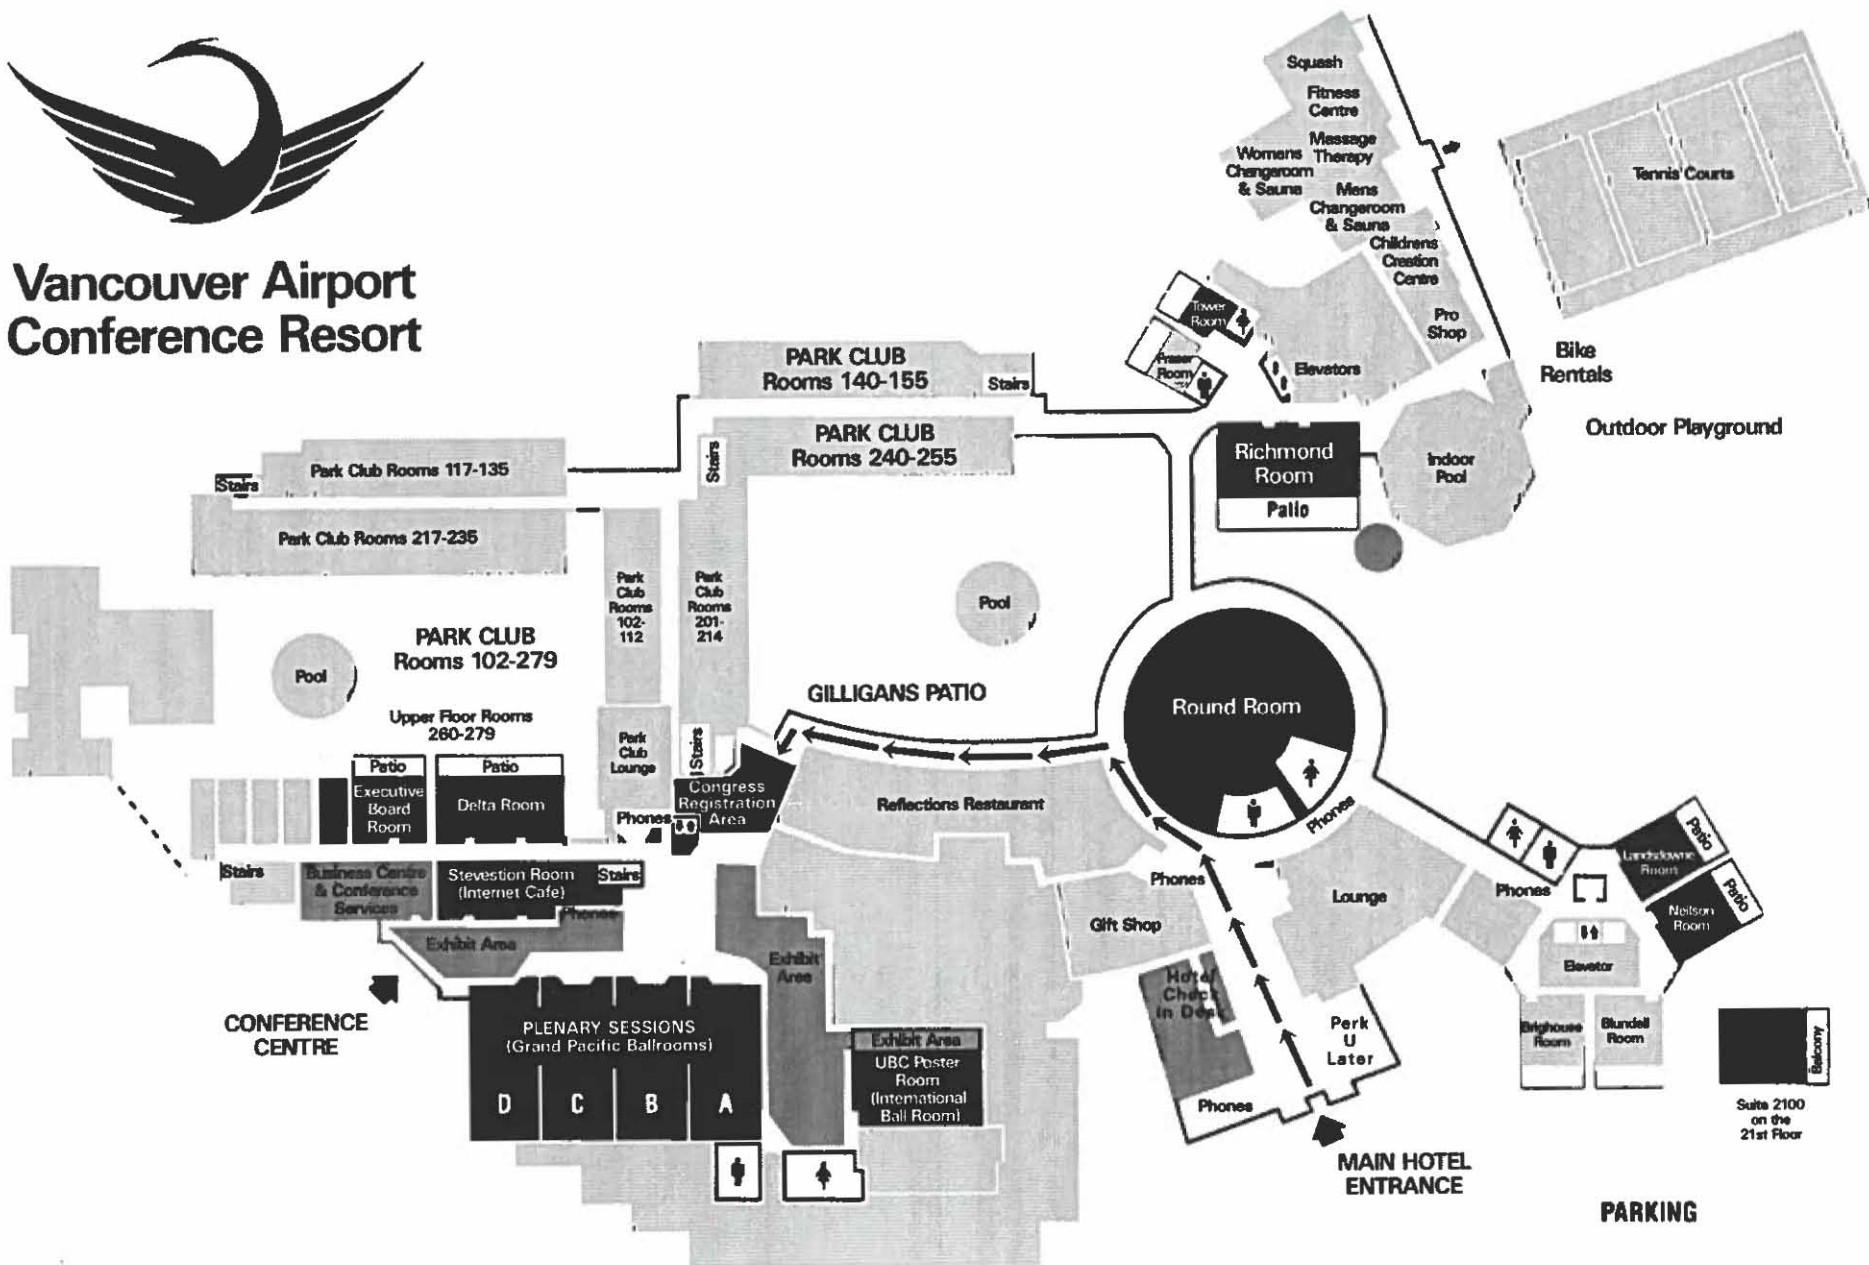 Vancouver Airport
Conference Resort
Squash
Fitness
Centre
Massage
Therapy
Womans
Changeroom
& Sauna
Mens
Changeroom
& Sauna
Childrens
Creation
Centre
Pro
Shop
Tennis Courts
Bike
Rentals
Outdoor Playground
Tower
Room
Fraser
Room
Elevators
Richmond
Room
Patio
Indoor
Pool
PARK CLUB
Rooms 140-155
Stairs
PARK CLUB
Rooms 240-255
Stairs
Park Club Rooms 117-135
Stairs
Park Club Rooms 217-235
Park
Club
Rooms
102-
112
Park
Club
Rooms
201-
214
Pool
PARK CLUB
Rooms 102-279
Pool
Upper Floor Rooms
260-279
GILLIGANS PATIO
Round Room
Patio
Executive
Board
Room
Patio
Delta Room
Park
Club
Lounge
Stairs
Phones
Congress
Registration
Area
Reflections Restaurant
Phones
Stairs
Business Centre
& Conference
Services
Stevestion Room
(Internet Cafe)
Stairs
Phones
Exhibit Area
Exhibit
Area
CONFERENCE
CENTRE
PLENARY SESSIONS
(Grand Pacific Ballrooms)
D
C
B
A
Exhibit Area
UBC Poster
Room
(International
Ball Room)
Phones
Gift Shop
Hotel
Check
in Desk
Lounge
Perk
U
Later
Phones
MAIN HOTEL
ENTRANCE
Phones
Landsdowne
Room
Patio
Neilson
Room
Patio
Elevator
Brighouse
Room
Blundell
Room
Balcony
Suite 2100
on the
21st Floor
PARKING